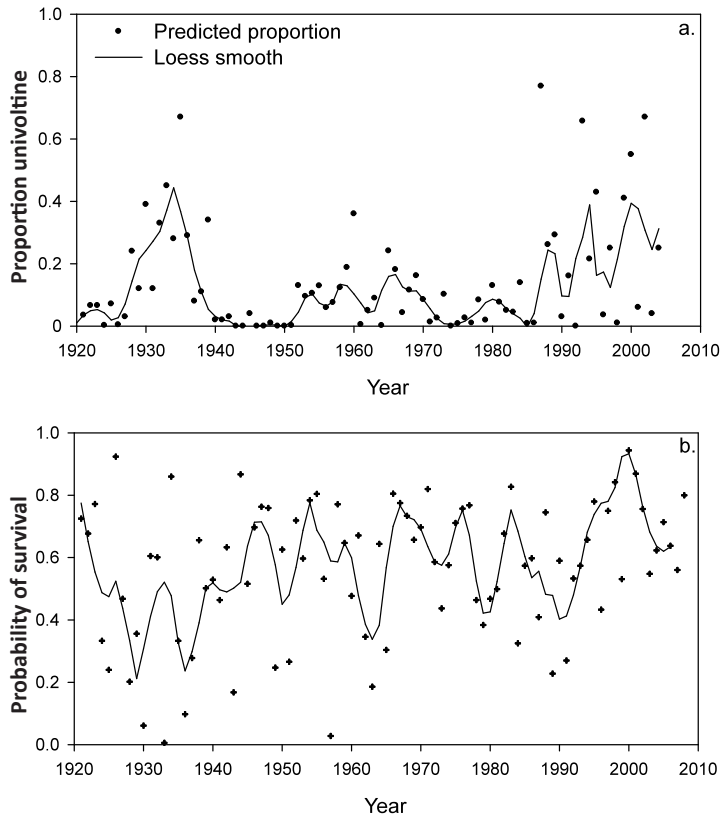 1.0
a.
Predicted proportion
Loess smooth
0.8
0.6
0.4
0.2
0
Proportion univoltine
1920 1930 1940 1950 1960 1970 1980 1990 2000 2010
Year
1.0
b.
0.8
0.6
0.4
0.2
0.0
Probability of survival
1920 1930 1940 1950 1960 1970 1980 1990 2000 2010
Year